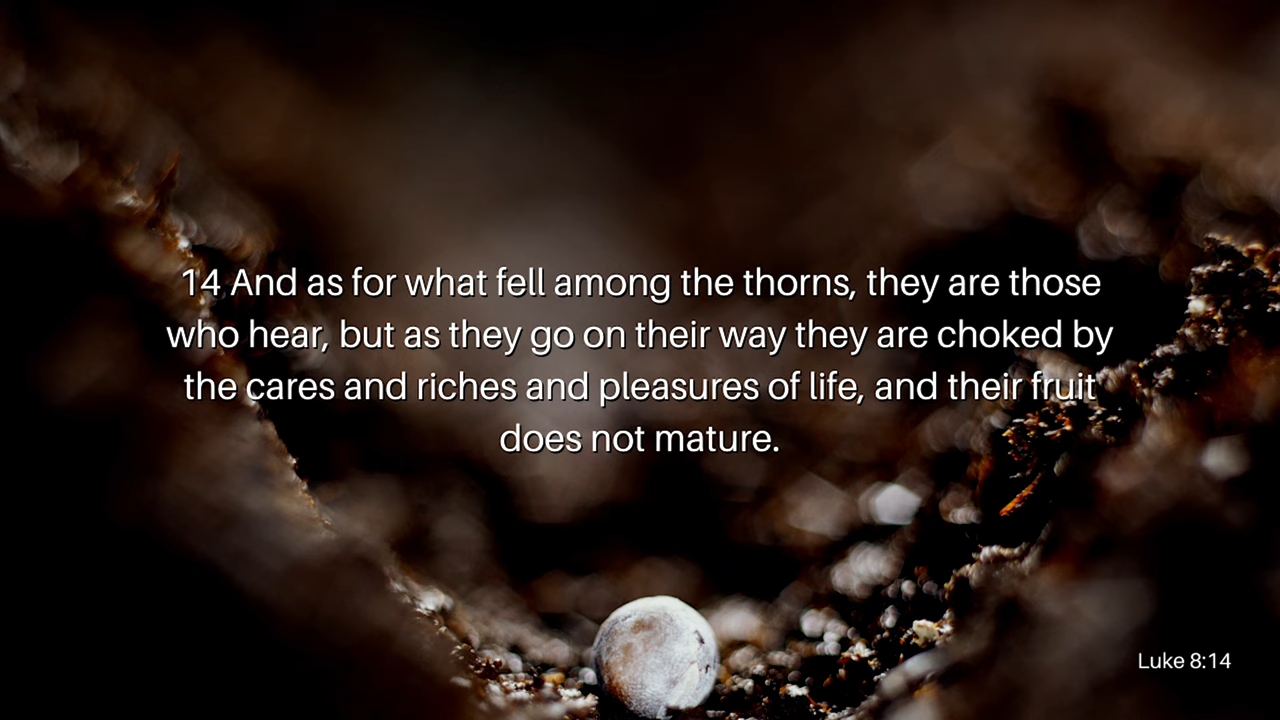 14 And as for what fell among the thorns, they are those
who hear, but as they go on their way they are choked by
the cares and riches and pleasures of life, and their fruit
does not mature.
Luke 8:14